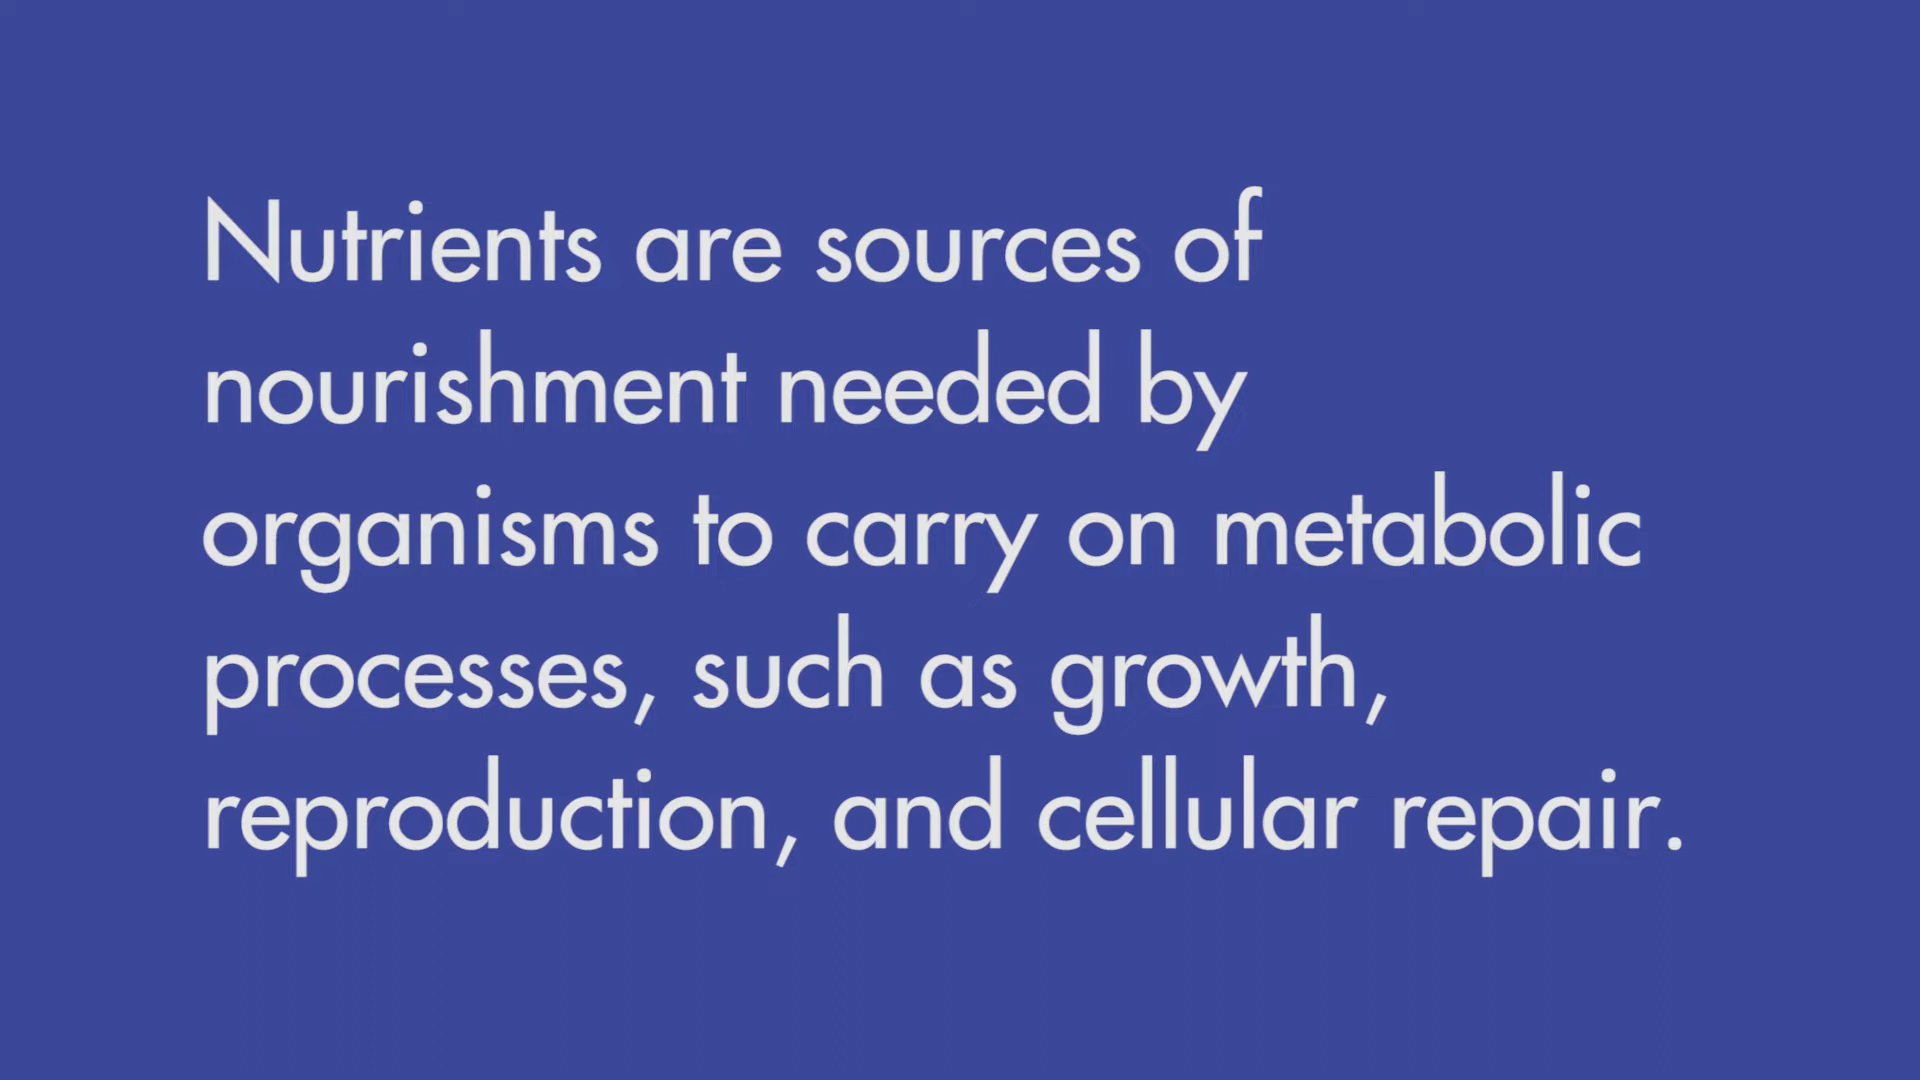 Nutrients are sources of
nourishment needed by
organisms to carry on metabolic
processes, such as growth,
reproduction, and cellular repair.